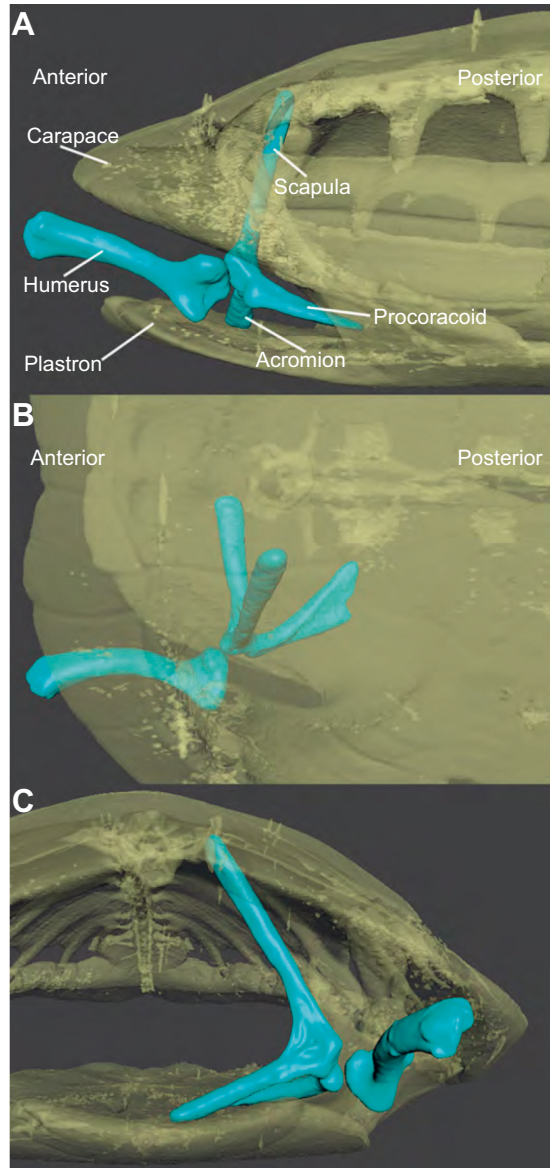 A
Anterior
Posterior
Carapace
Scapula
Humerus
Procoracoid
Acromion
Plastron
B
Anterior
Posterior
C